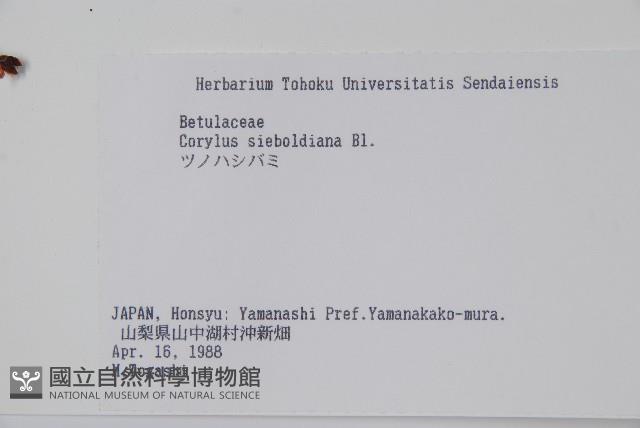 Herbarium Tohoku Universitatis Sendaiensis
Betulaceae
Corylus sieboldiana Bl.
ツノハシバミ
JAPAN, Honsyu: Yamanashi Pref.Yamanakako-mura.
山梨県山中湖村沖新畑
Apr. 16, 1988
國立自然科學博物館
NATIONAL MUSEUM OF NATURAL SCIENCE